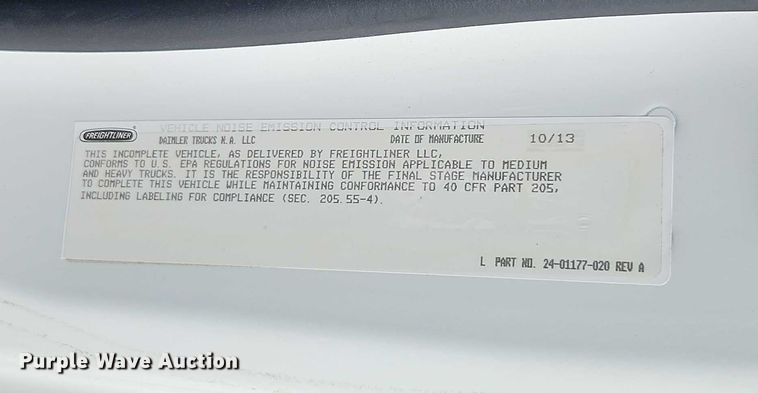 FREIGHTLINER
VEHICLE NOISE EMISSION CONTROL INFORMATION
DAIMLER TRUCKS N.A. LLC DATE OF MANUFACTURE 10/13
THIS INCOMPLETE VEHICLE, AS DELIVERED BY FREIGHTLINER LLC,
CONFORMS TO U.S. EPA REGULATIONS FOR NOISE EMISSION APPLICABLE TO MEDIUM
AND HEAVY TRUCKS. IT IS THE RESPONSIBILITY OF THE FINAL STAGE MANUFACTURER
TO COMPLETE THIS VEHICLE WHILE MAINTAINING CONFORMANCE TO 40 CFR PART 205,
INCLUDING LABELING FOR COMPLIANCE (SEC. 205.55-4).
L PART NO. 24-01177-020 REV A
Purple Wave Auction